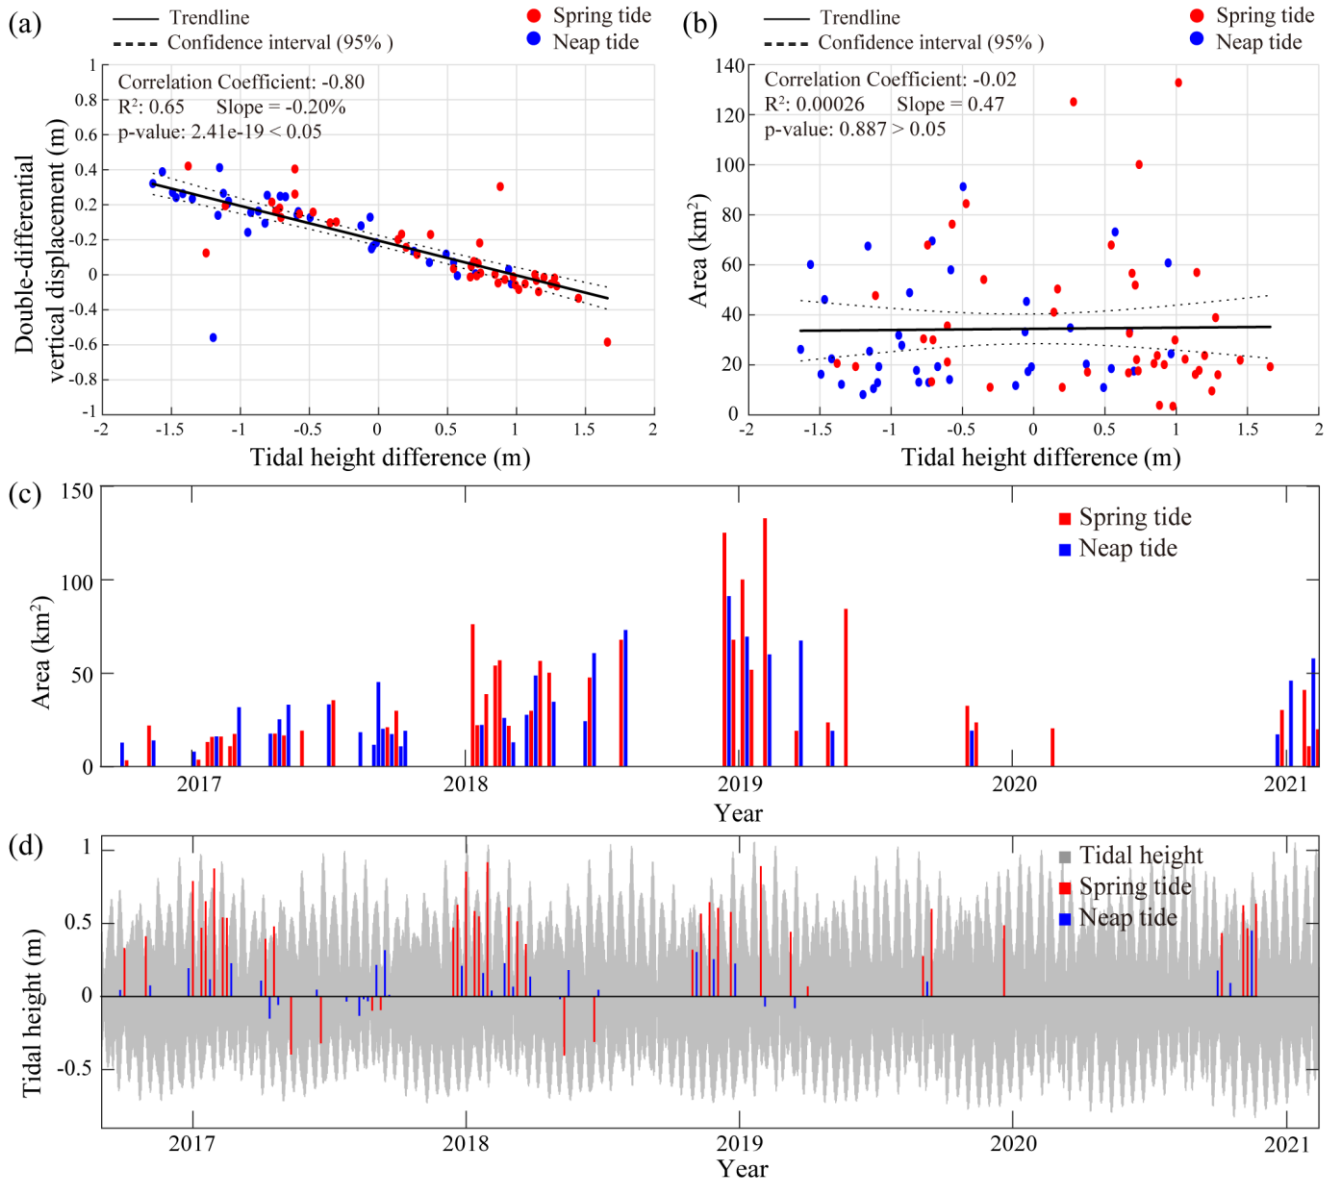 (a)
Trendline
Spring tide
Confidence interval (95% )
Neap tide
Correlation Coefficient: -0.80
R²: 0.65 Slope = -0.20%
p-value: 2.41e-19 < 0.05
Double-differential
vertical displacement (m)
1
0.8
0.6
0.4
0.2
-0.2
0
-0.4
-0.6
-0.8
-1
-2 -1.5 -1 -0.5 0 0.5 1 1.5 2
Tidal height difference (m)
(b)
Trendline
Spring tide
Confidence interval (95% )
Neap tide
Correlation Coefficient: -0.02
R²: 0.00026 Slope = 0.47
p-value: 0.887 > 0.05
Area (km²)
140
120
100
80
60
40
20
0
-2 -1.5 -1 -0.5 0 0.5 1 1.5 2
Tidal height difference (m)
(c)
Spring tide
Neap tide
Area (km²)
150
100
50
0
2017 2018 2019 2020 2021
Year
(d)
Tidal height
Spring tide
Neap tide
Tidal height (m)
1
0.5
0
-0.5
2017 2018 2019 2020 2021
Year